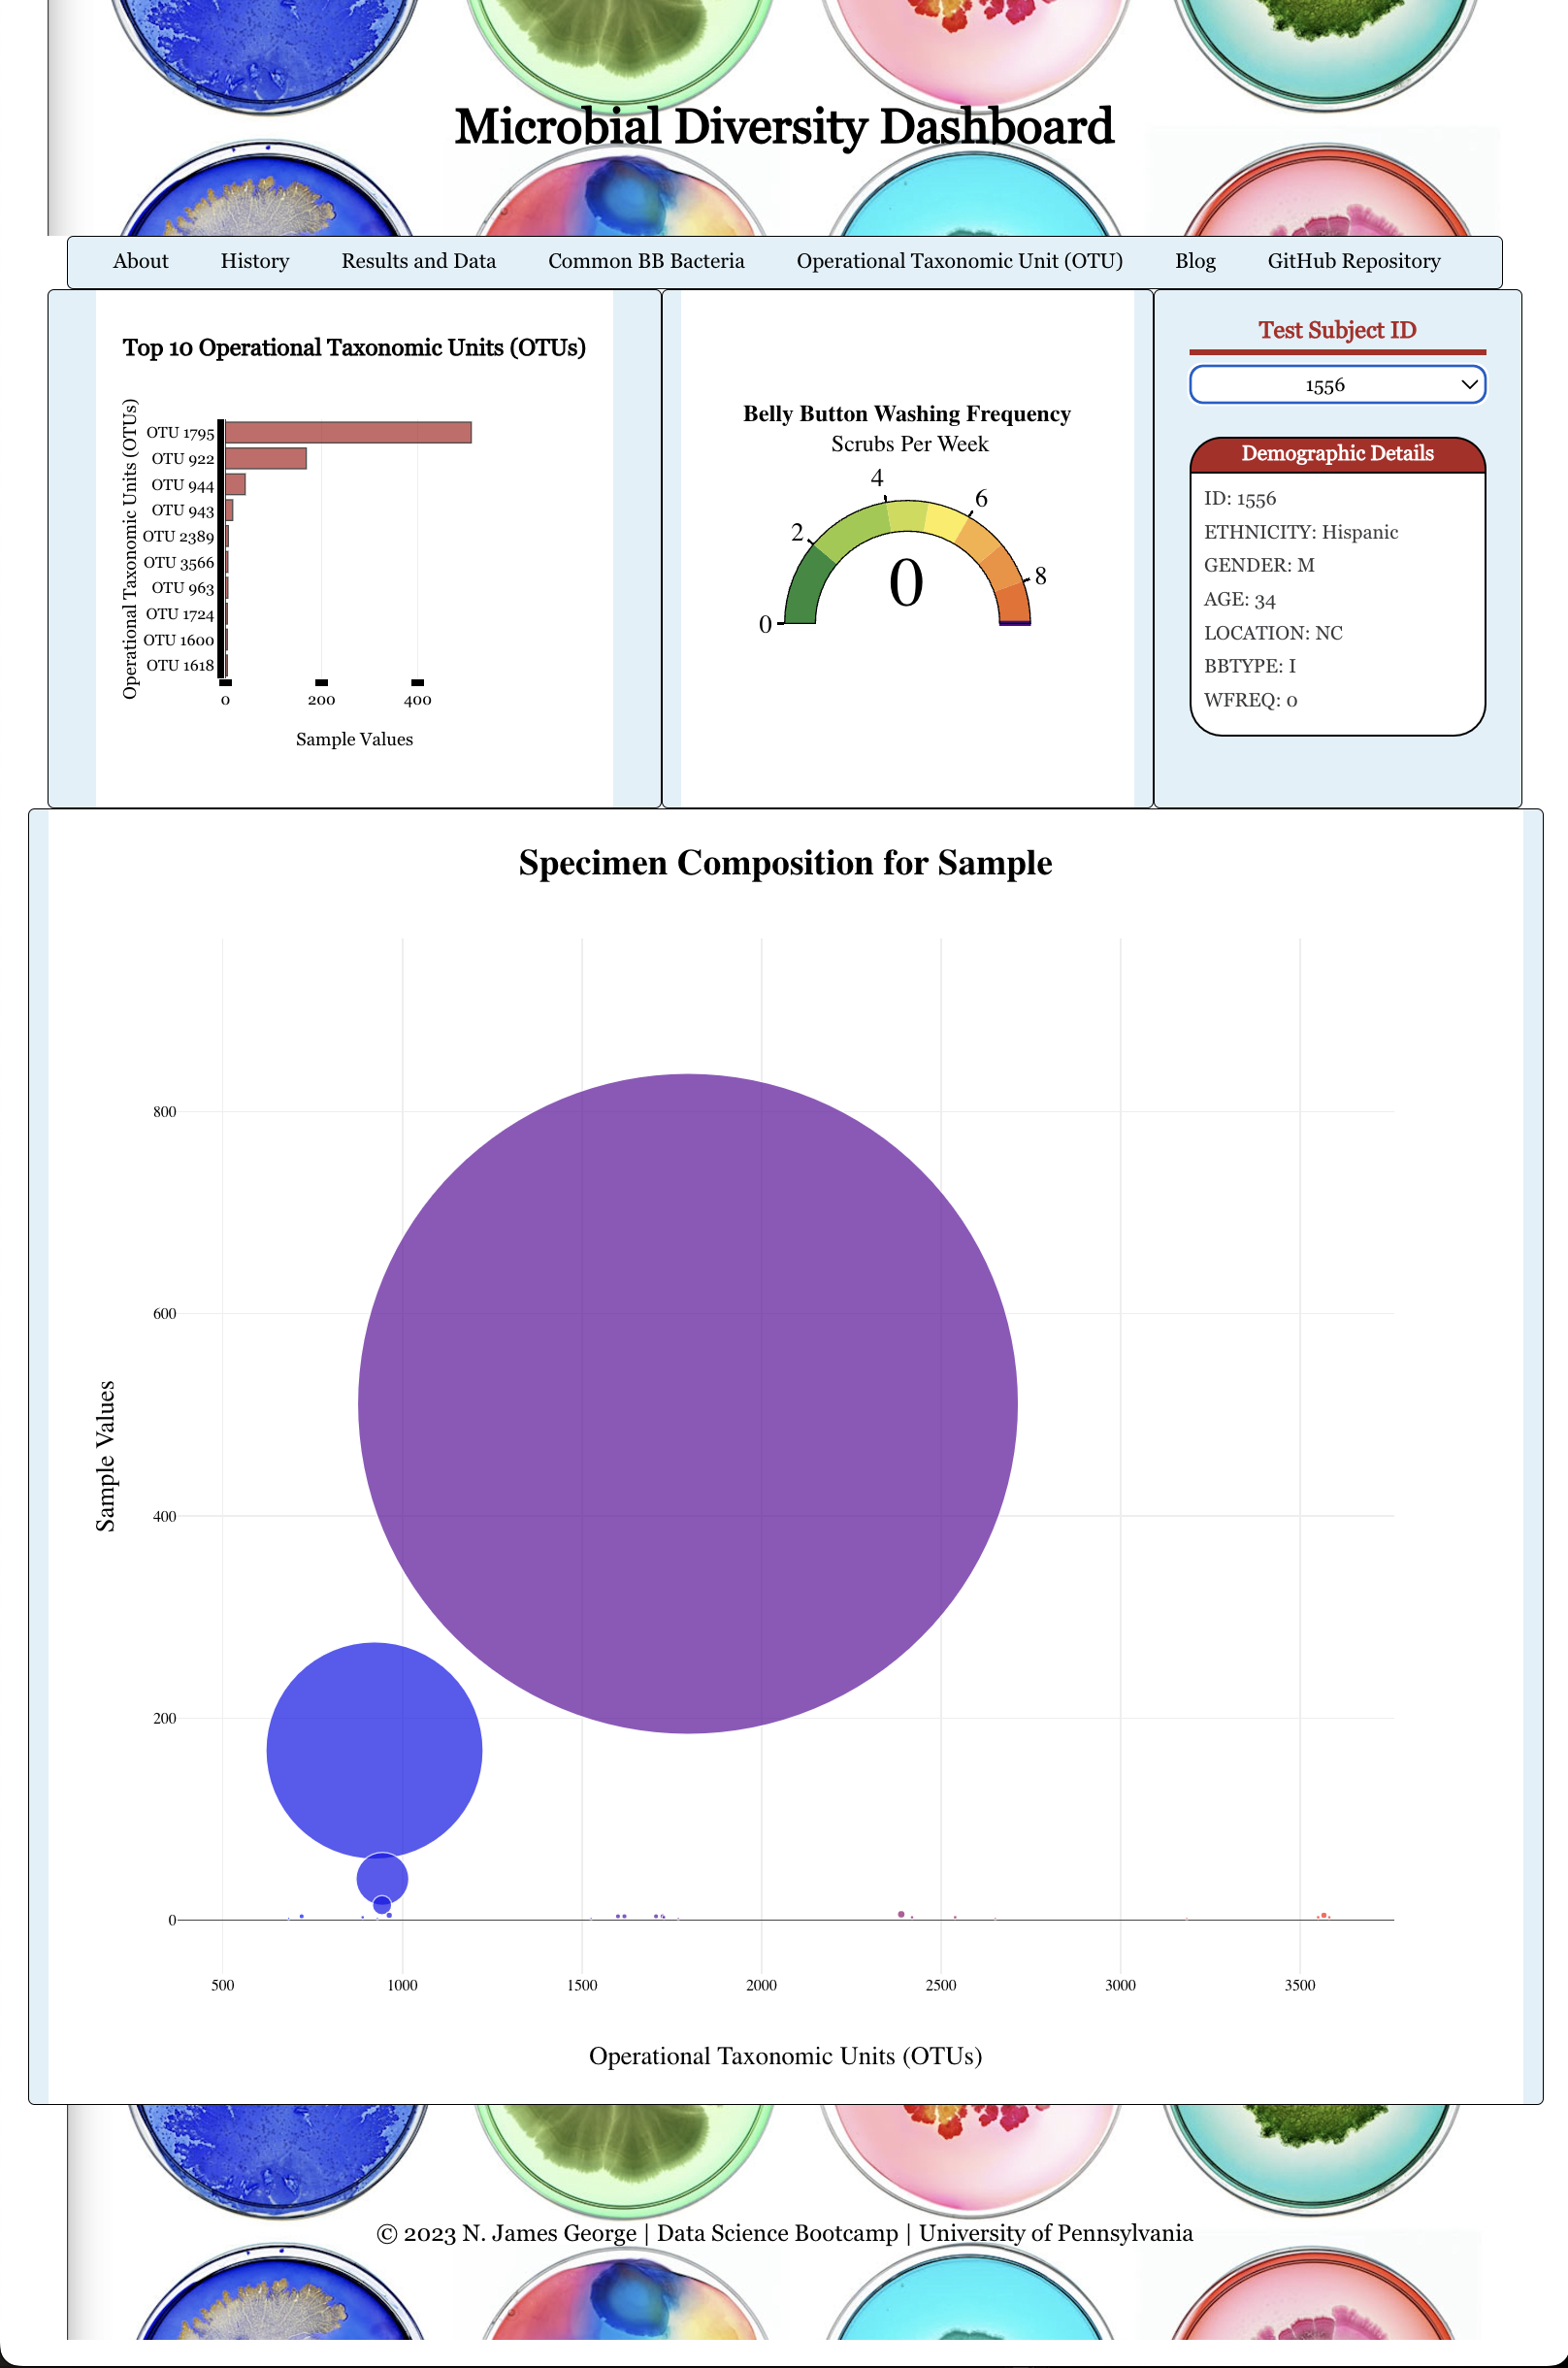 Microbial Diversity Dashboard
About History Results and Data Common BB Bacteria Operational Taxonomic Unit (OTU) Blog GitHub Repository
Top 10 Operational Taxonomic Units (OTUs)
Operational Taxonomic Units (OTUs)
OTU 1795
OTU 922
OTU 944
OTU 943
OTU 2389
OTU 3566
OTU 963
OTU 1724
OTU 1600
OTU 1618
0 200 400
Sample Values
Belly Button Washing Frequency
Scrubs Per Week
0
2
4
6
8
0
Test Subject ID
1556
Demographic Details
ID: 1556
ETHNICITY: Hispanic
GENDER: M
AGE: 34
LOCATION: NC
BBTYPE: I
WFREQ: 0
Specimen Composition for Sample
Sample Values
800
600
400
200
0
500 1000 1500 2000 2500 3000 3500
Operational Taxonomic Units (OTUs)
© 2023 N. James George | Data Science Bootcamp | University of Pennsylvania